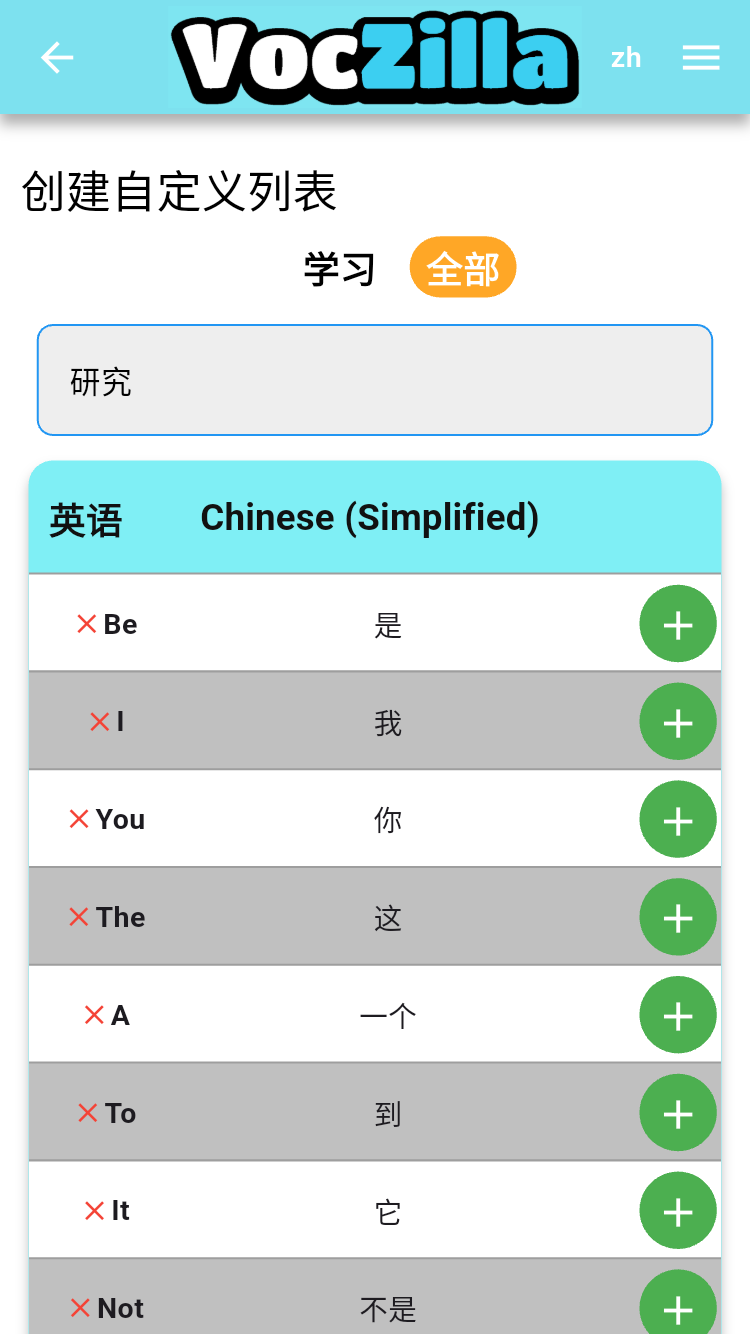 VocZilla zh
创建自定义列表
学习 全部
研究
英语 Chinese (Simplified)
Be 是
I 我
You 你
The 这
A 一个
To 到
It 它
Not 不是